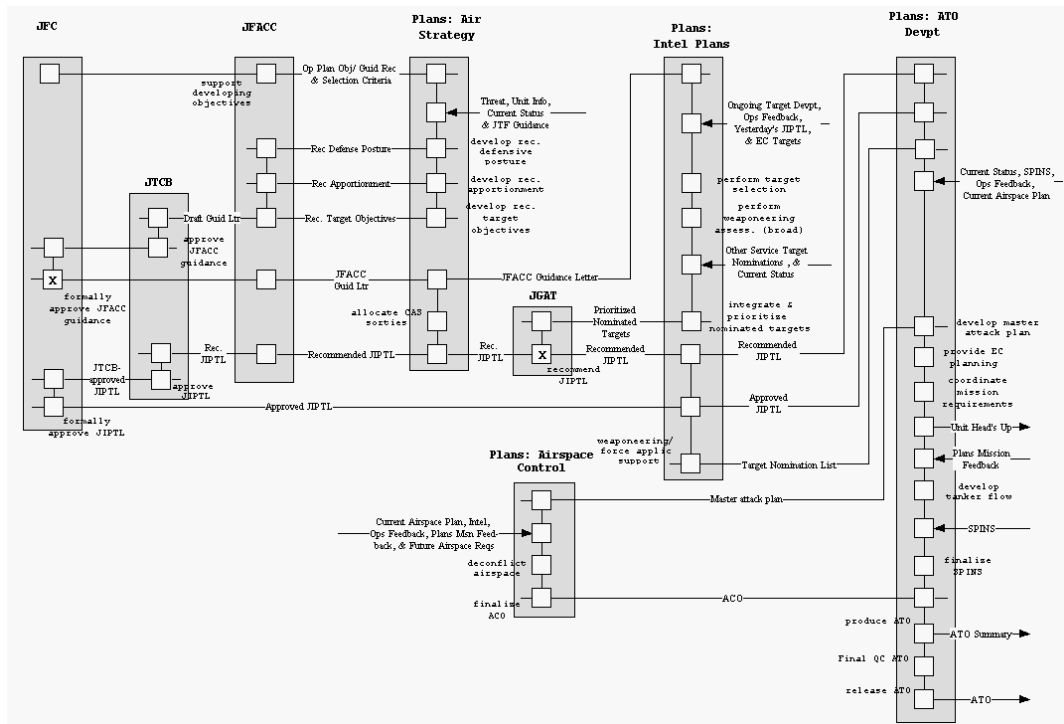 JFC
JFACC
Plans: Air
Strategy
Plans:
Intel Plans
Plans: ATO
Devpt
support
developing
objectives
Op Plan Obj/ Guid Rec
& Selection Criteria
Threat, Unit Info,
Current Status
& JTF Guidance
Ongoing Target Devpt,
Ops Feedback,
Yesterday's JIPTL,
& EC Targets
Rec Defense Posture
develop rec.
defensive
posture
JTCB
Rec Apportionment
develop rec.
apportionment
perform target
selection
Current Status, SPINS,
Ops Feedback,
Current Airspace Plan
Draft Guid Ltr
Rec. Target Objectives
develop rec.
target
objectives
perform
weaponeering
assess. (broad)
approve
JFACC
guidance
Other Service Target
Nominations , &
Current Status
X
formally
approve JFACC
guidance
JFACC
Guid Ltr
JFACC Guidance Letter
JGAT
allocate CAS
sorties
Prioritized
Nominated
Targets
integrate &
prioritize
nominated targets
develop master
attack plan
Rec.
JIPTL
Recommended JIPTL
Rec.
JIPTL
X
recommend
JIPTL
Recommended
JIPTL
Recommended
JIPTL
provide EC
planning
JTCB-
approved
JIPTL
approve
JIPTL
coordinate
mission
requirements
formally
approve JIPTL
Approved JIPTL
Approved
JIPTL
Unit Head's Up
weaponeering/
force applic
support
Target Nomination List
Plans Mission
Feedback
Plans: Airspace
Control
develop
tanker flow
Master attack plan
Current Airspace Plan, Intel,
Ops Feedback, Plans Msn Feed-
back, & Future Airspace Reqs
SPINS
deconflict
airspace
finalize
SPINS
finalize
ACO
ACO
produce ATO
ATO Summary
Final QC ATO
release ATO
ATO